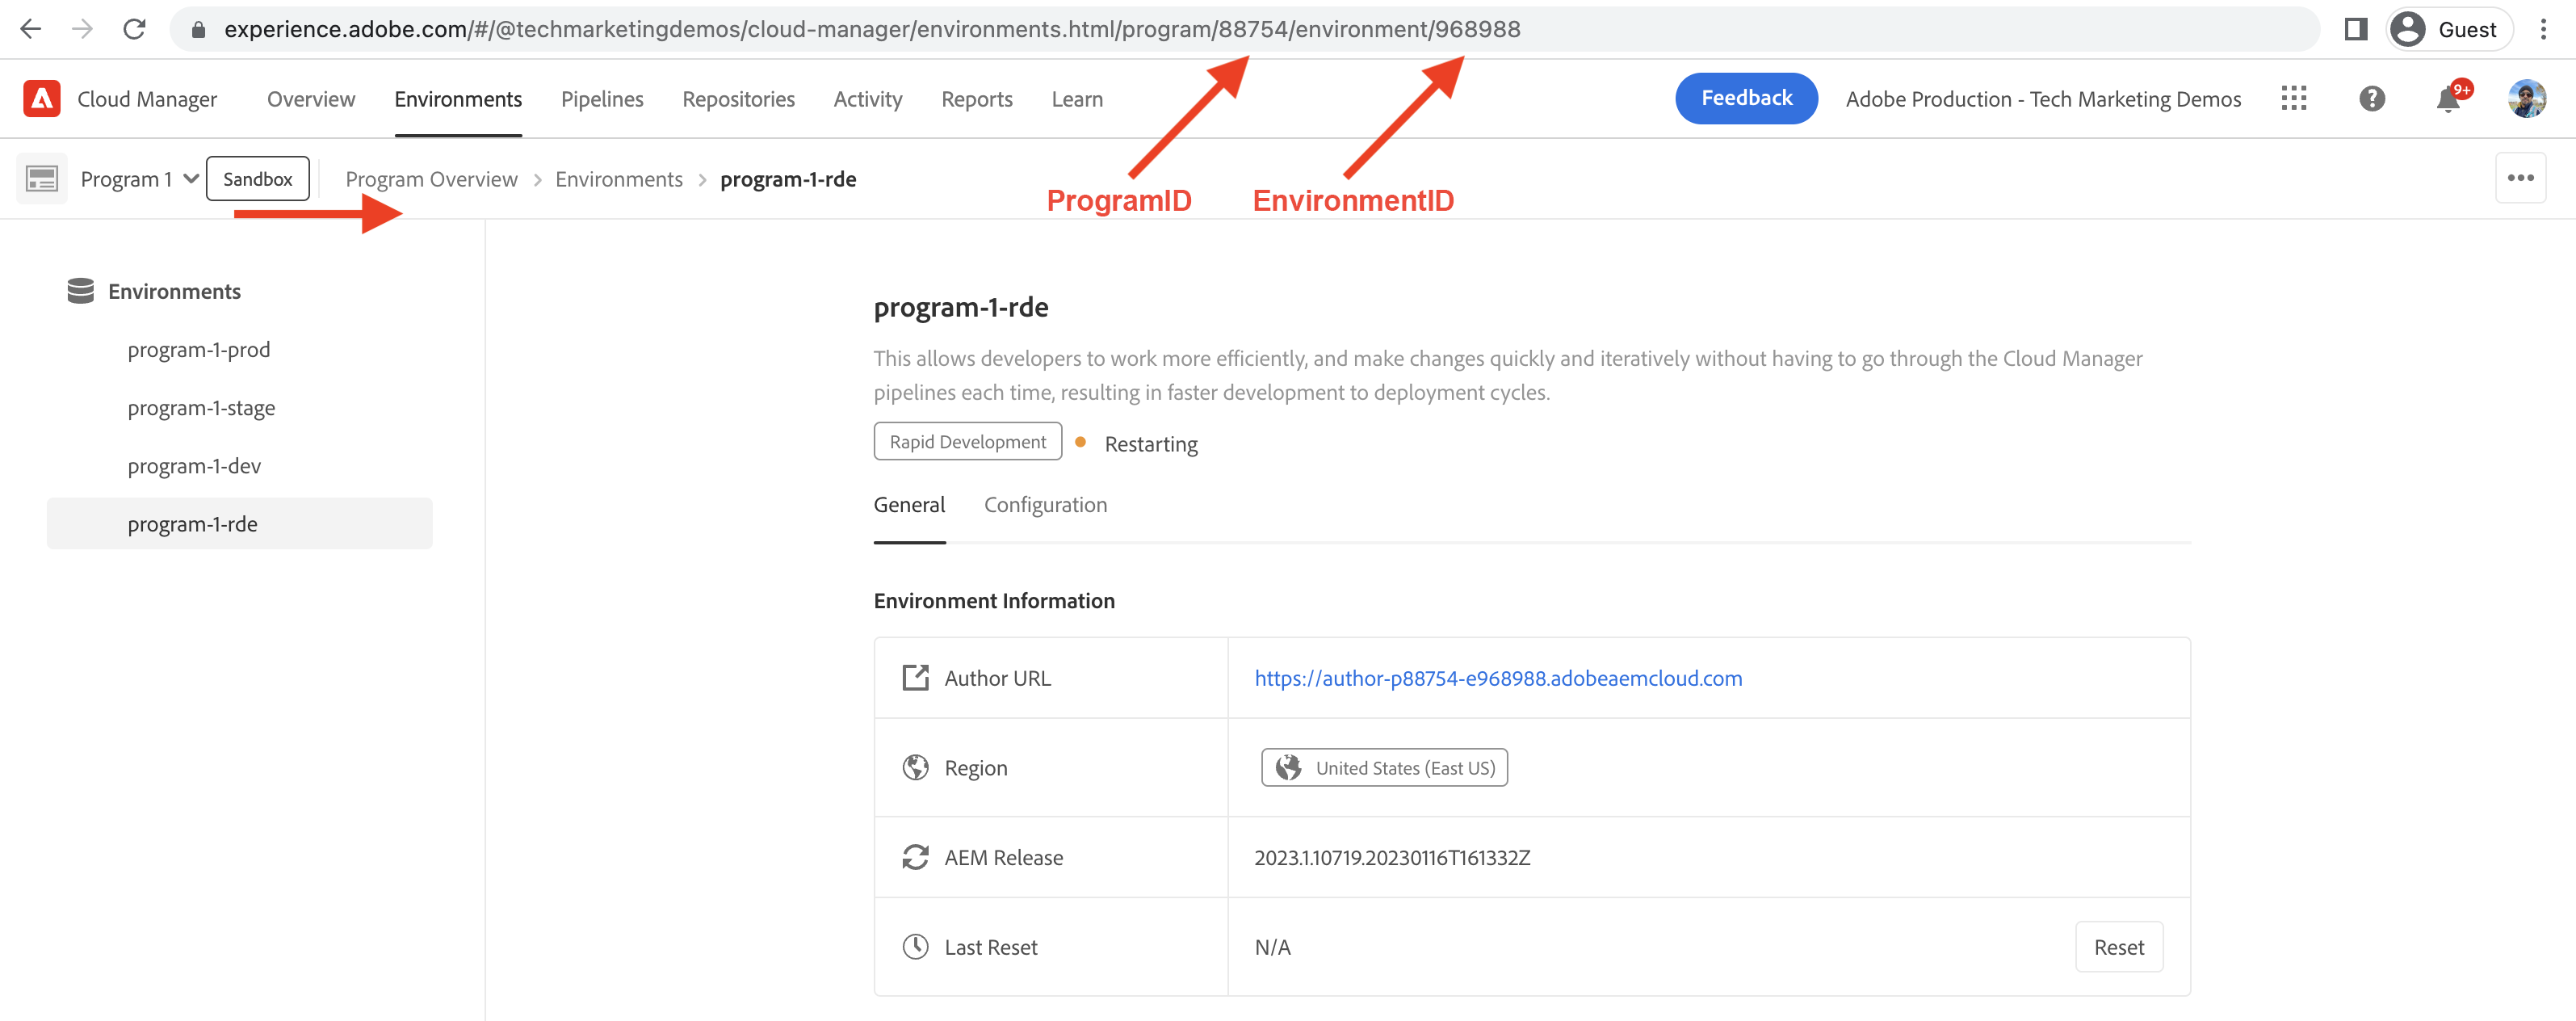 experience.adobe.com/#/@techmarketingdemos/cloud-manager/environments.html/program/88754/environment/968988
Guest
Cloud Manager
Overview
Environments
Pipelines
Repositories
Activity
Reports
Learn
Feedback
Adobe Production - Tech Marketing Demos
9+
Program 1
Sandbox
Program Overview > Environments > program-1-rde
ProgramID
EnvironmentID
Environments
program-1-prod
program-1-stage
program-1-dev
program-1-rde
program-1-rde
This allows developers to work more efficiently, and make changes quickly and iteratively without having to go through the Cloud Manager
pipelines each time, resulting in faster development to deployment cycles.
Rapid Development
Restarting
General
Configuration
Environment Information
Author URL
https://author-p88754-e968988.adobeaemcloud.com
Region
United States (East US)
AEM Release
2023.1.10719.20230116T161332Z
Last Reset
N/A
Reset